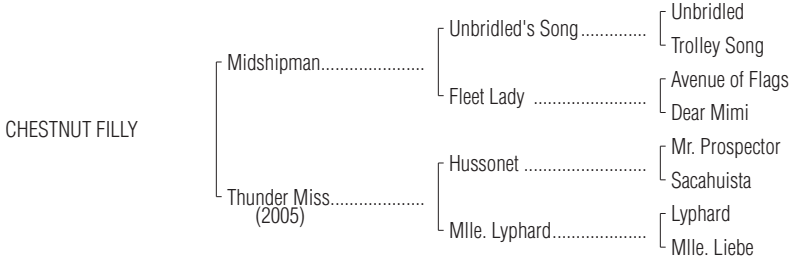 Unbridled
Unbridled's Song..............
Trolley Song
Midshipman......................
Avenue of Flags
Fleet Lady ........................
Dear Mimi
CHESTNUT FILLY
Mr. Prospector
Hussonet ..........................
Sacahuista
Thunder Miss....................
(2005)
Lyphard
Mlle. Lyphard....................
Mlle. Liebe